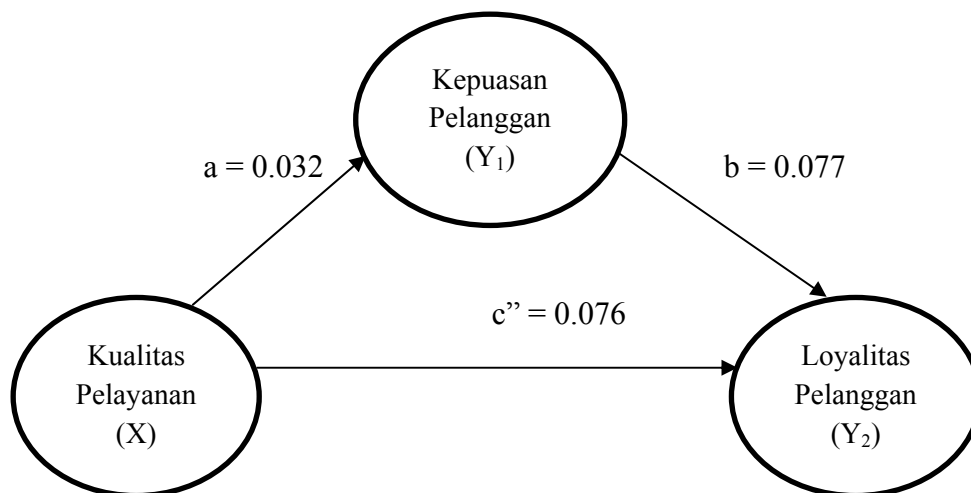 Kepuasan
Pelanggan
(Y₁)
a = 0.032
b = 0.077
c” = 0.076
Kualitas
Pelayanan
(X)
Loyalitas
Pelanggan
(Y₂)